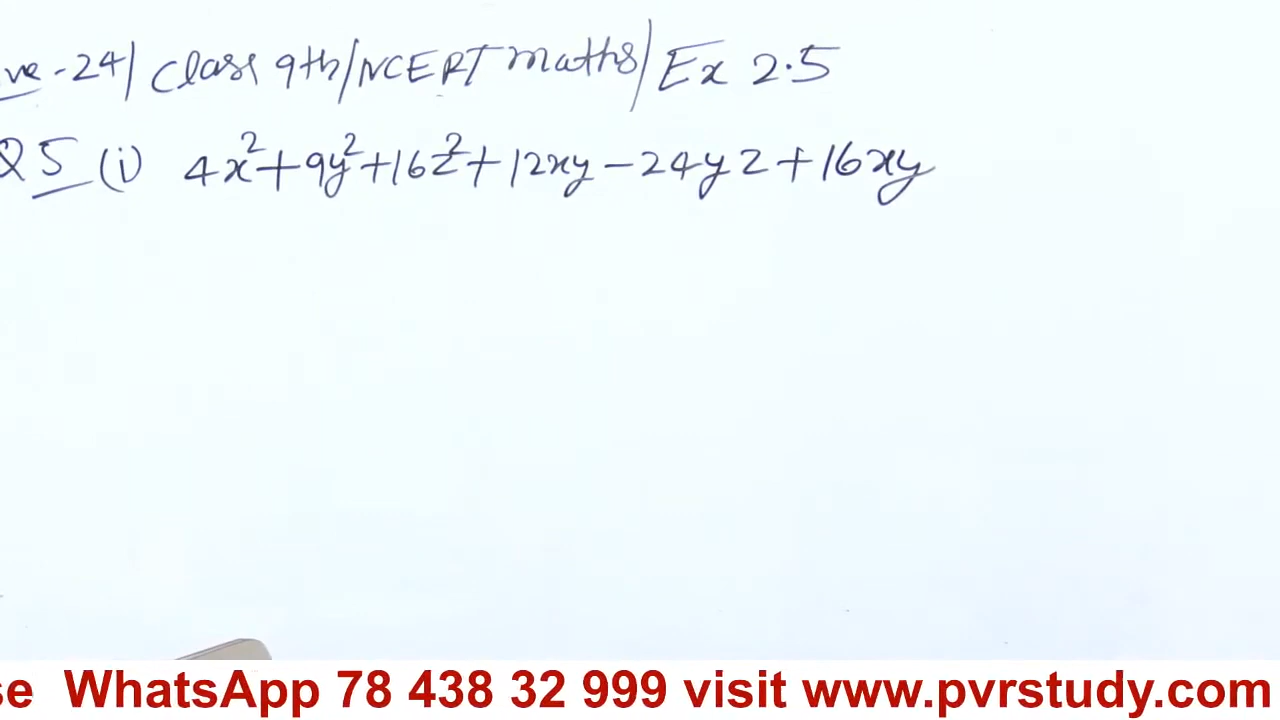 ve-24/ Class 9th/NCERT Maths/ Ex 2.5
Q5 (i) 4x²+9y²+16z²+12xy-24yz+16xy
se WhatsApp 78 438 32 999 visit www.pvrstudy.com